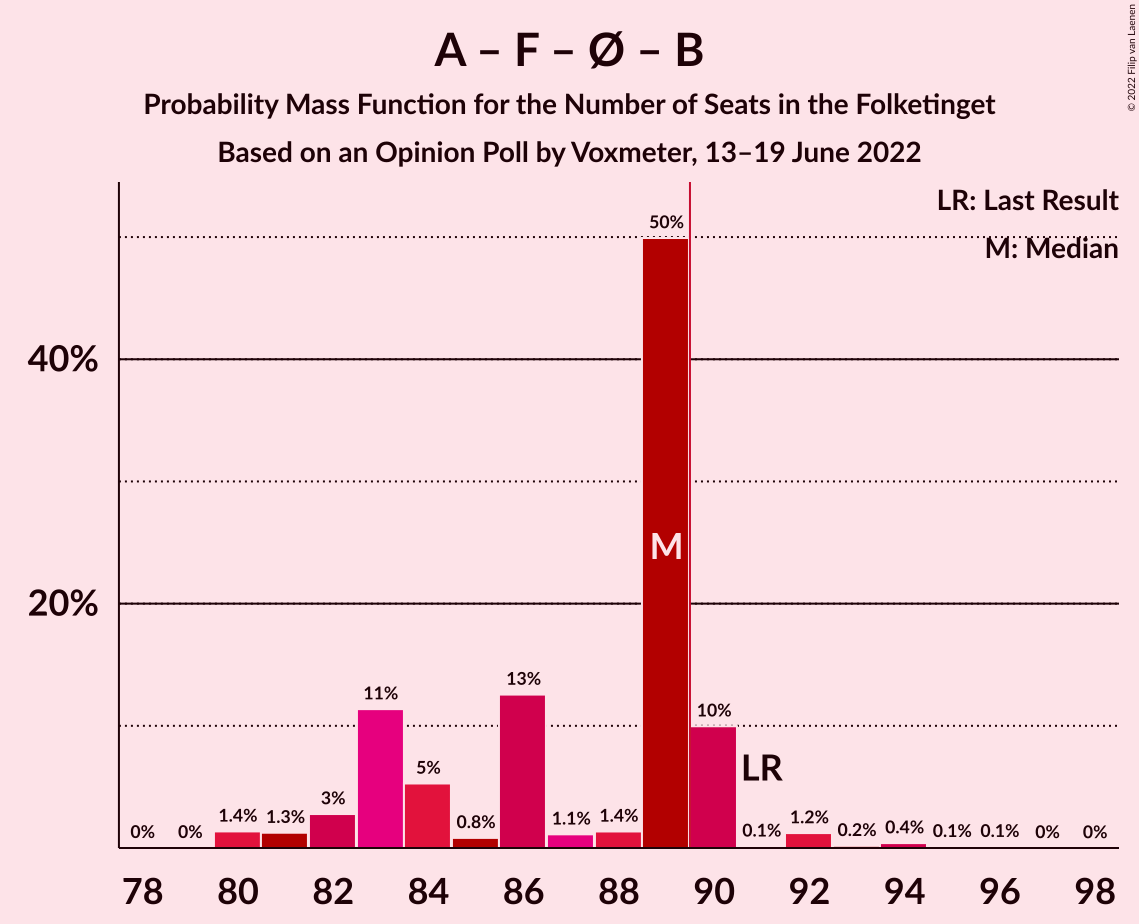 A – F – Ø – B
Probability Mass Function for the Number of Seats in the Folketinget
Based on an Opinion Poll by Voxmeter, 13–19 June 2022
© 2022 Filip van Laenen
LR: Last Result
M: Median
40%
20%
0%
0%
1.4%
1.3%
3%
11%
5%
0.8%
13%
1.1%
1.4%
50%
M
10%
LR
0.1%
1.2%
0.2%
0.4%
0.1%
0.1%
0%
0%
78 80 82 84 86 88 90 92 94 96 98